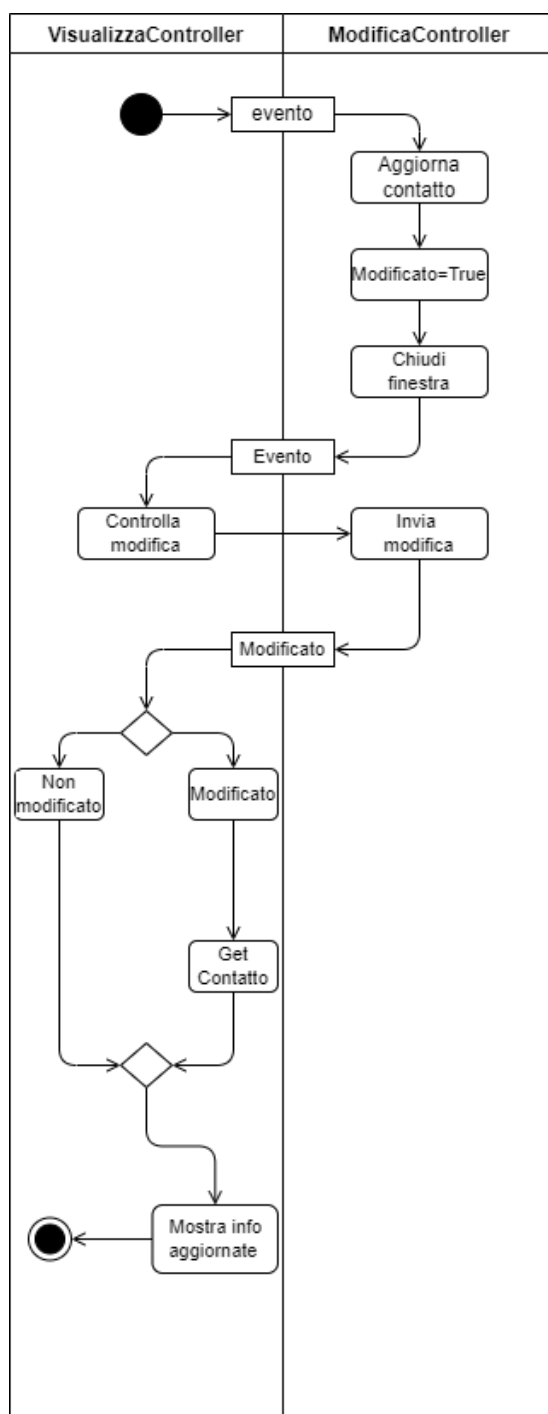 VisualizzaController
ModificaController
evento
Aggiorna
contatto
Modificato=True
Chiudi
finestra
Evento
Controlla
modifica
Invia
modifica
Modificato
Non
modificato
Modificato
Get
Contatto
Mostra info
aggiornate